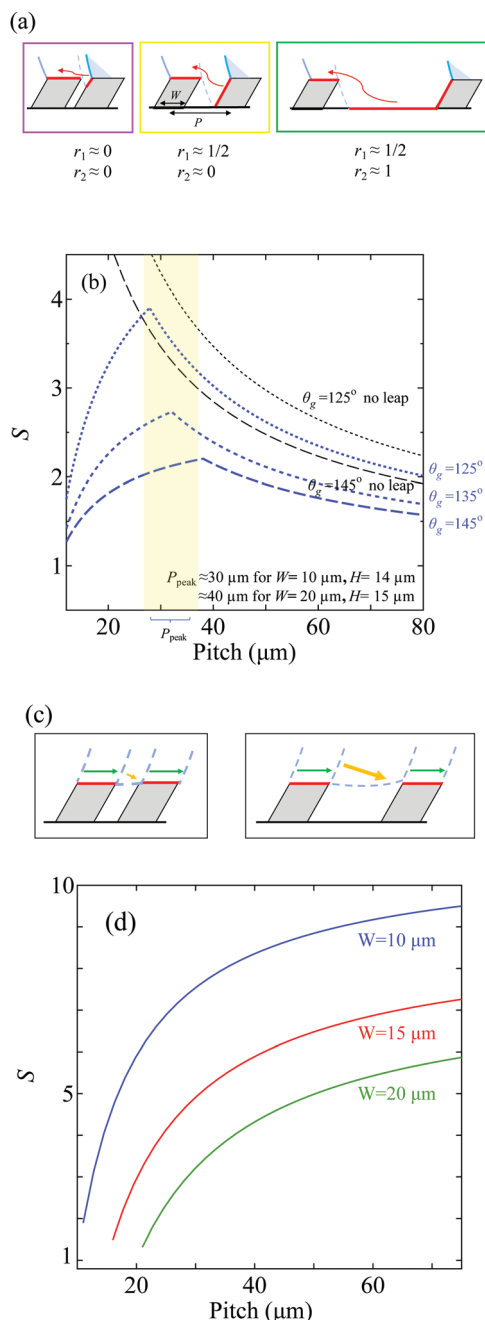 (a)
W
P
r₁ ≈ 0
r₂ ≈ 0
r₁ ≈ 1/2
r₂ ≈ 0
r₁ ≈ 1/2
r₂ ≈ 1
(b)
4
3
2
1
S
θg=125° no leap
θg=145° no leap
θg=125°
θg=135°
θg=145°
Ppeak ≈30 μm for W= 10 μm, H= 14 μm
≈40 μm for W= 20 μm, H= 15 μm
20 40 60 80
Ppeak
Pitch (μm)
(c)
(d)
10
5
1
S
W=10 μm
W=15 μm
W=20 μm
20 40 60
Pitch (μm)